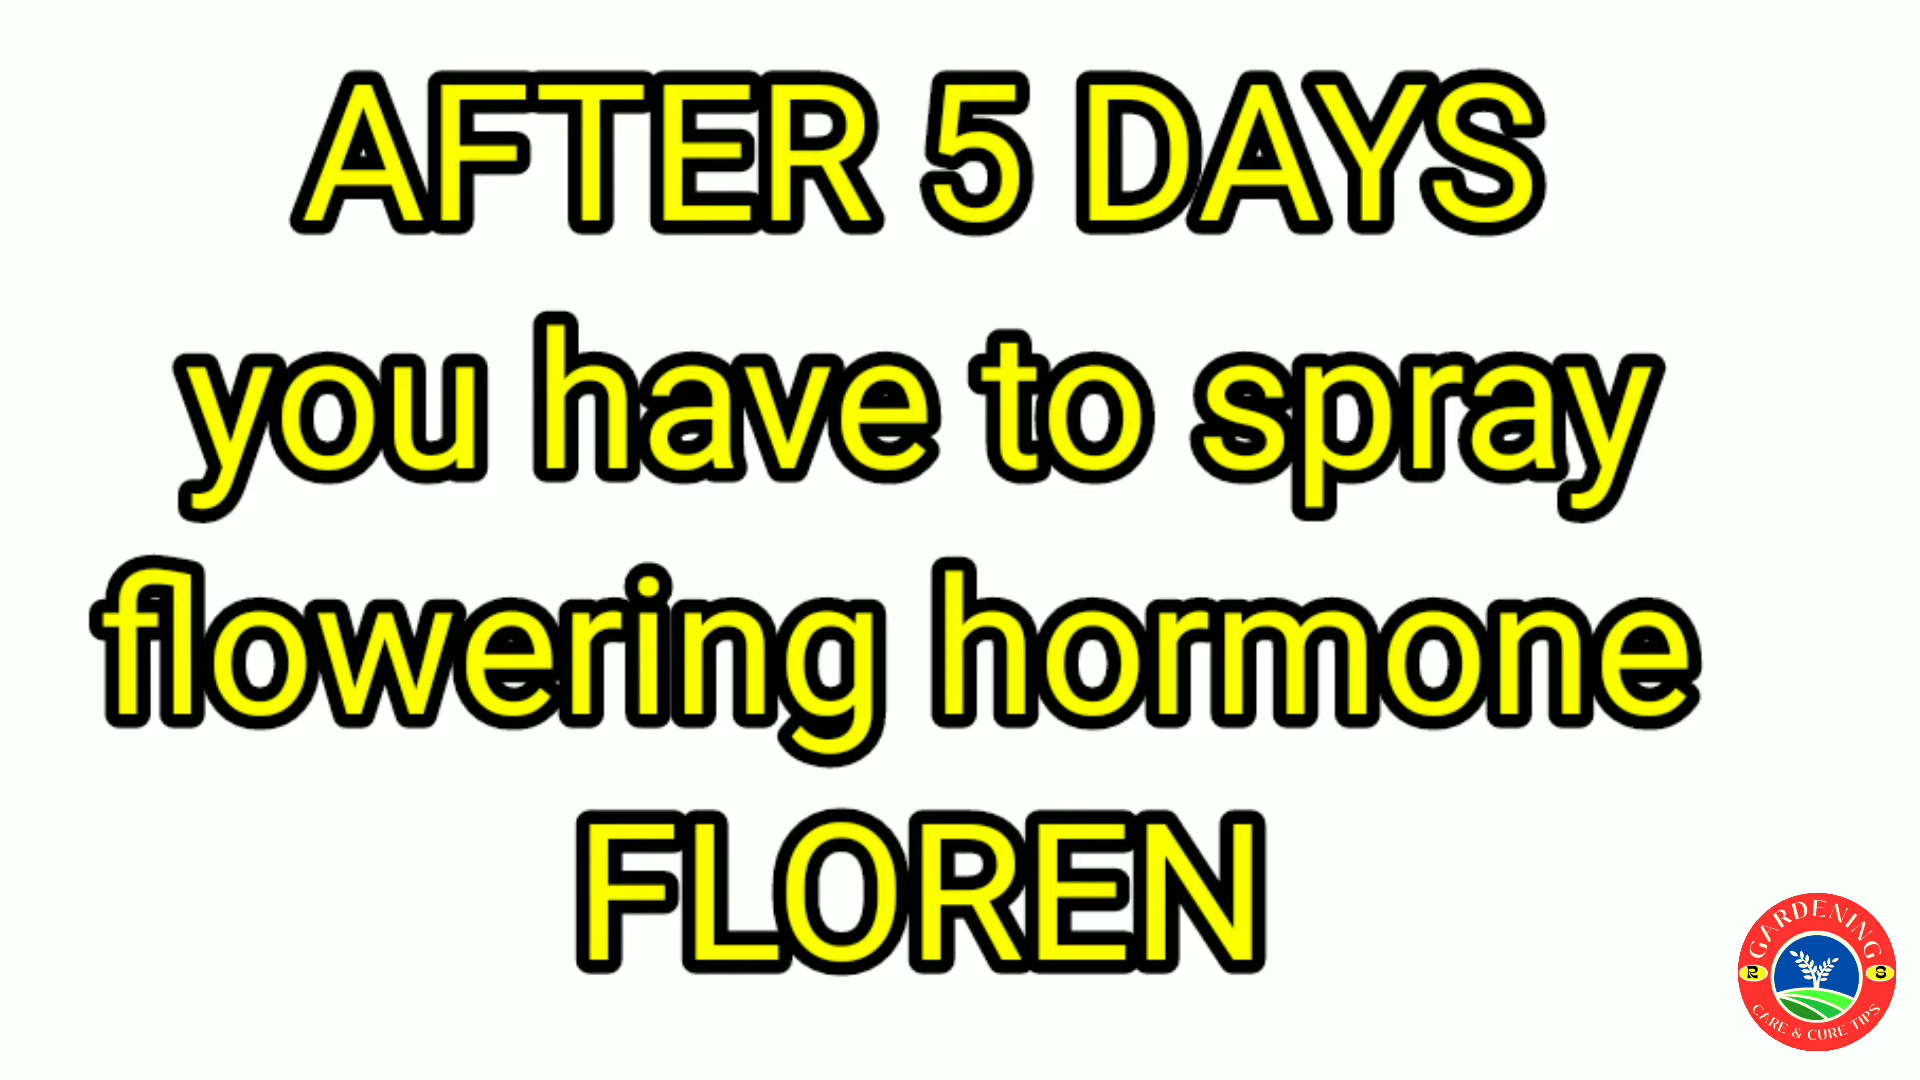 AFTER 5 DAYS
you have to spray
flowering hormone
FLOREN
GARDENING
R S
CARE & CURE TIPS